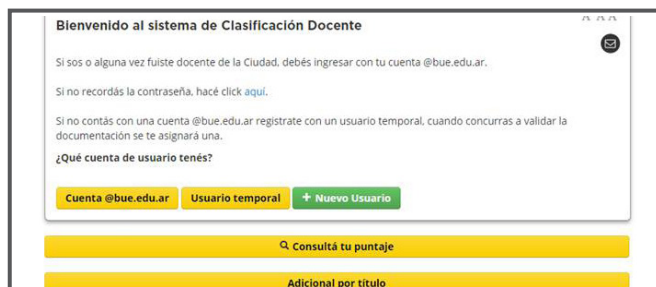 Bienvenido al sistema de Clasificación Docente
A A A
Si sos o alguna vez fuiste docente de la Ciudad, debés ingresar con tu cuenta @bue.edu.ar.
Si no recordás la contraseña, hacé click aquí.
Si no contás con una cuenta @bue.edu.ar registrate con un usuario temporal, cuando concurras a validar la
documentación se te asignará una.
¿Qué cuenta de usuario tenés?
Cuenta @bue.edu.ar Usuario temporal + Nuevo Usuario
Consultá tu puntaje
Adicional por título